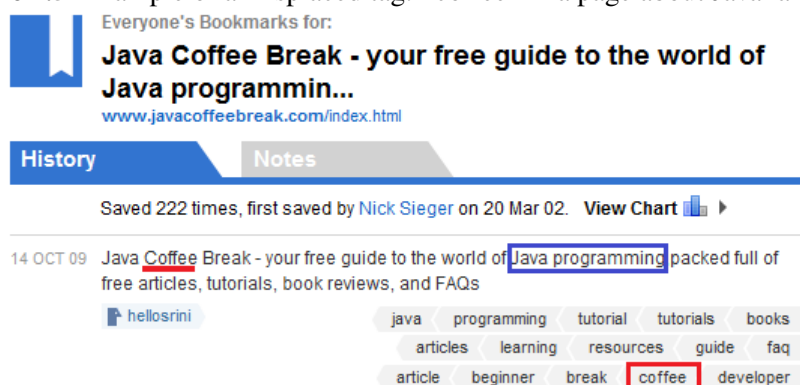 Everyone's Bookmarks for:
Java Coffee Break - your free guide to the world of
Java programmin...
www.javacoffeebreak.com/index.html
History Notes
Saved 222 times, first saved by Nick Sieger on 20 Mar 02. View Chart
14 OCT 09 Java Coffee Break - your free guide to the world of Java programming packed full of
free articles, tutorials, book reviews, and FAQs
hellosrini java programming tutorial tutorials books
articles learning resources guide faq
article beginner break coffee developer